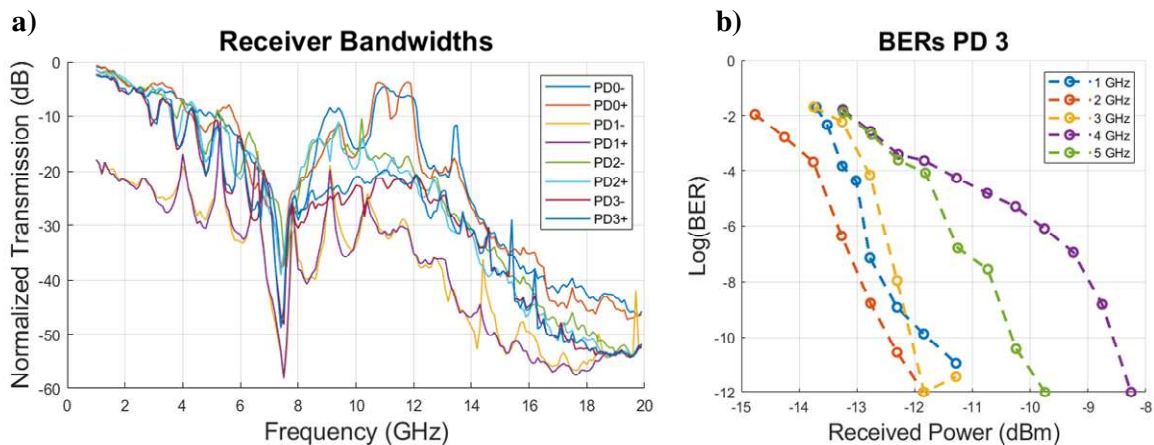 a)
Receiver Bandwidths
Normalized Transmission (dB)
0
-10
-20
-30
-40
-50
-60
0 2 4 6 8 10 12 14 16 18 20
Frequency (GHz)
PD0-
PD0+
PD1-
PD1+
PD2-
PD2+
PD3-
PD3+
b)
BERs PD 3
Log(BER)
0
-2
-4
-6
-8
-10
-12
-15 -14 -13 -12 -11 -10 -9 -8
Received Power (dBm)
1 GHz
2 GHz
3 GHz
4 GHz
5 GHz